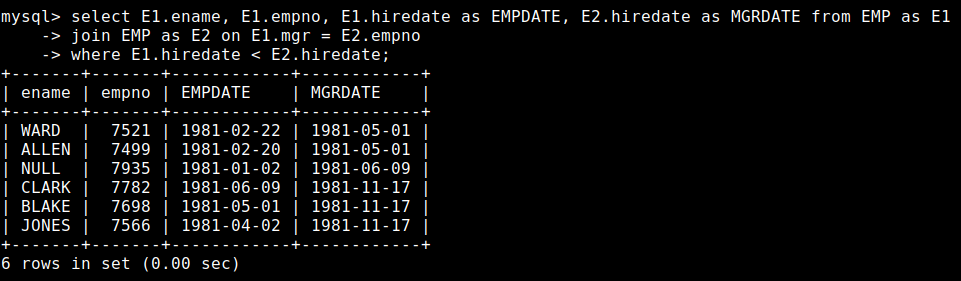 mysql> select E1.ename, E1.empno, E1.hiredate as EMPDATE, E2.hiredate as MGRDATE from EMP as E1
    -> join EMP as E2 on E1.mgr = E2.empno
    -> where E1.hiredate < E2.hiredate;
+-------+-------+------------+------------+
| ename | empno | EMPDATE    | MGRDATE    |
+-------+-------+------------+------------+
| WARD  |  7521 | 1981-02-22 | 1981-05-01 |
| ALLEN |  7499 | 1981-02-20 | 1981-05-01 |
| NULL  |  7935 | 1981-01-02 | 1981-06-09 |
| CLARK |  7782 | 1981-06-09 | 1981-11-17 |
| BLAKE |  7698 | 1981-05-01 | 1981-11-17 |
| JONES |  7566 | 1981-04-02 | 1981-11-17 |
+-------+-------+------------+------------+
6 rows in set (0.00 sec)